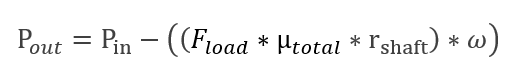 P_out = P_in − ((F_load * μ_total * r_shaft) * ω)